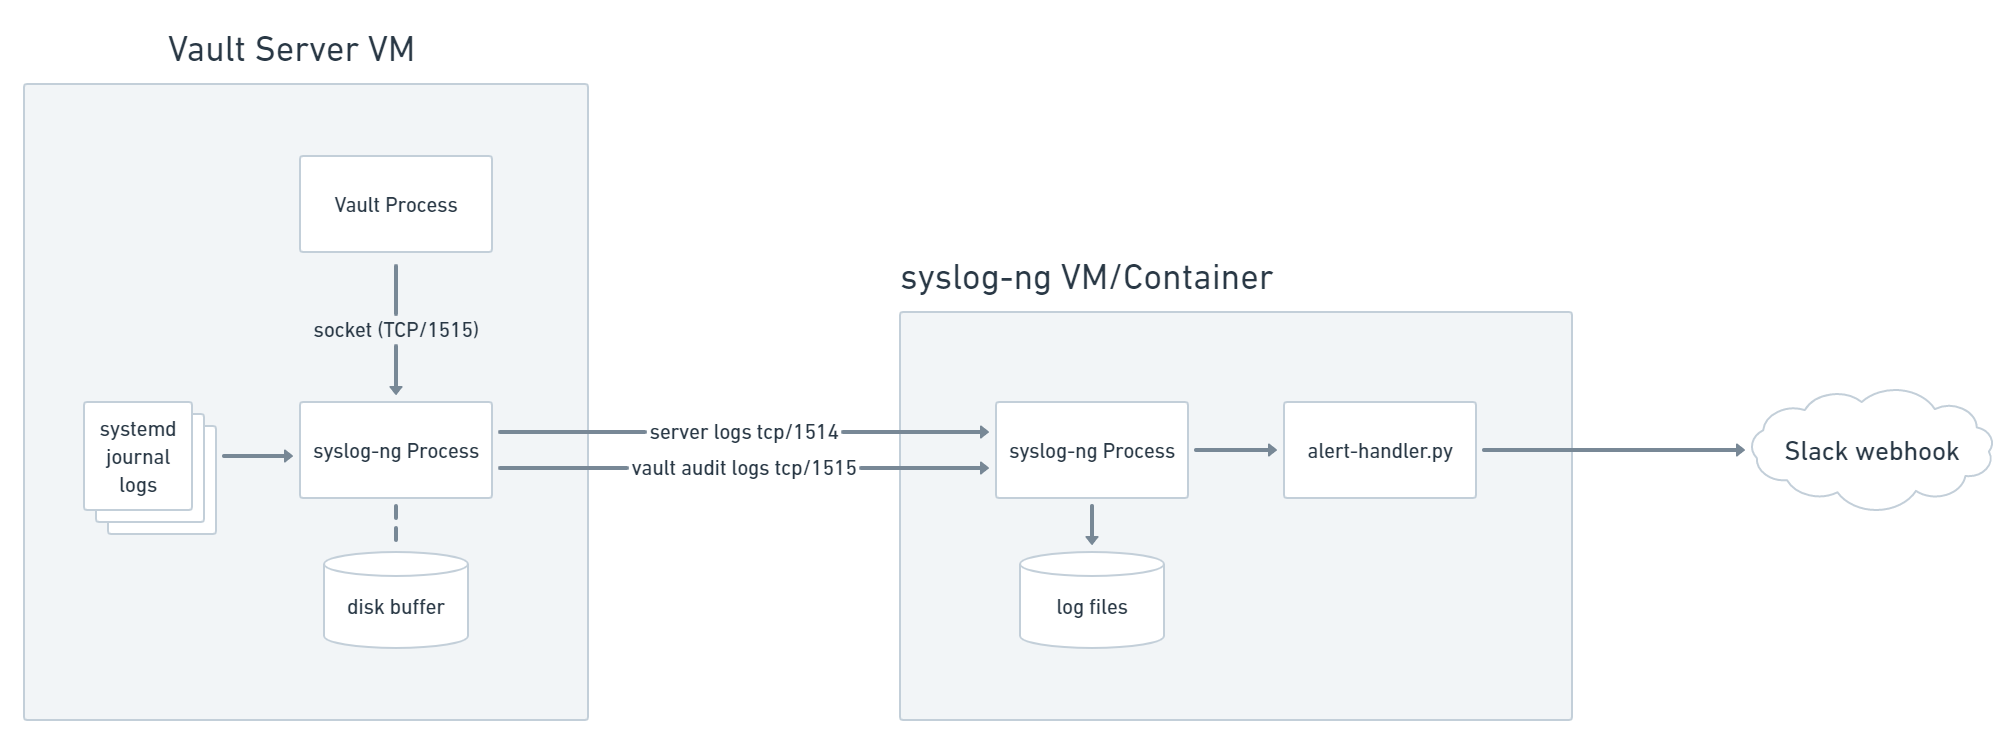 Vault Server VM
Vault Process
socket (TCP/1515)
systemd
journal
logs
syslog-ng Process
disk buffer
server logs tcp/1514
vault audit logs tcp/1515
syslog-ng VM/Container
syslog-ng Process
alert-handler.py
log files
Slack webhook